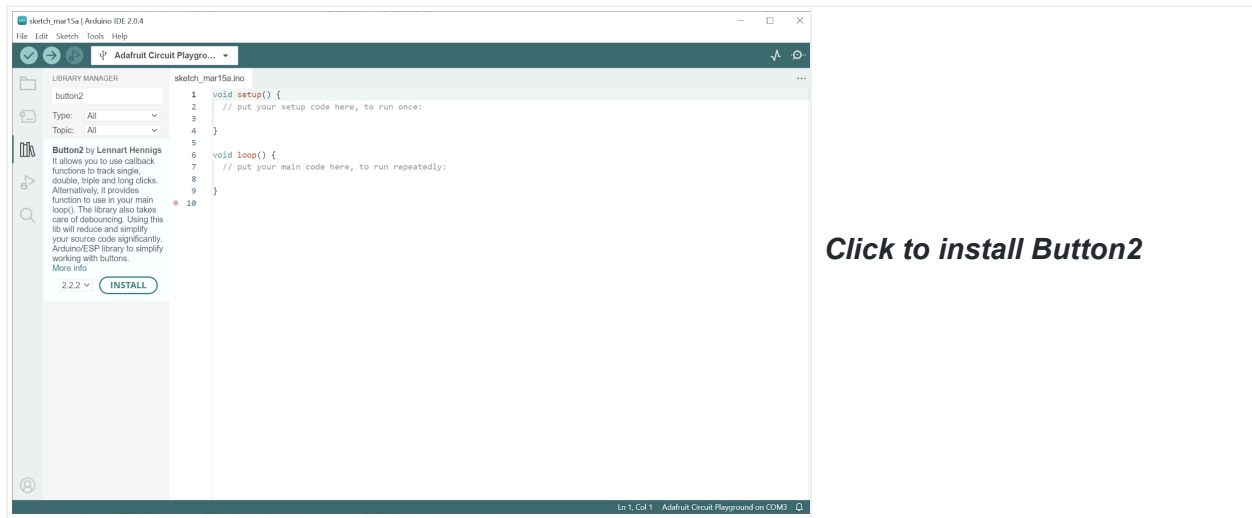 sketch_mar15a | Arduino IDE 2.0.4
File Edit Sketch Tools Help
Adafruit Circuit Playgro...
LIBRARY MANAGER
button2
Type: All
Topic: All
Button2 by Lennart Hennigs
It allows you to use callback
functions to track single,
double, triple and long clicks.
Alternatively, it provides
function to use in your main
loop(). The library also takes
care of debouncing. Using this
lib will reduce and simplify
your source code significantly.
Arduino/ESP library to simplify
working with buttons.
More info
2.2.2 INSTALL
sketch_mar15a.ino
1 void setup() {
2 // put your setup code here, to run once:
3
4 }
5
6 void loop() {
7 // put your main code here, to run repeatedly:
8
9 }
10
Click to install Button2
Ln 1, Col 1 Adafruit Circuit Playground on COM3